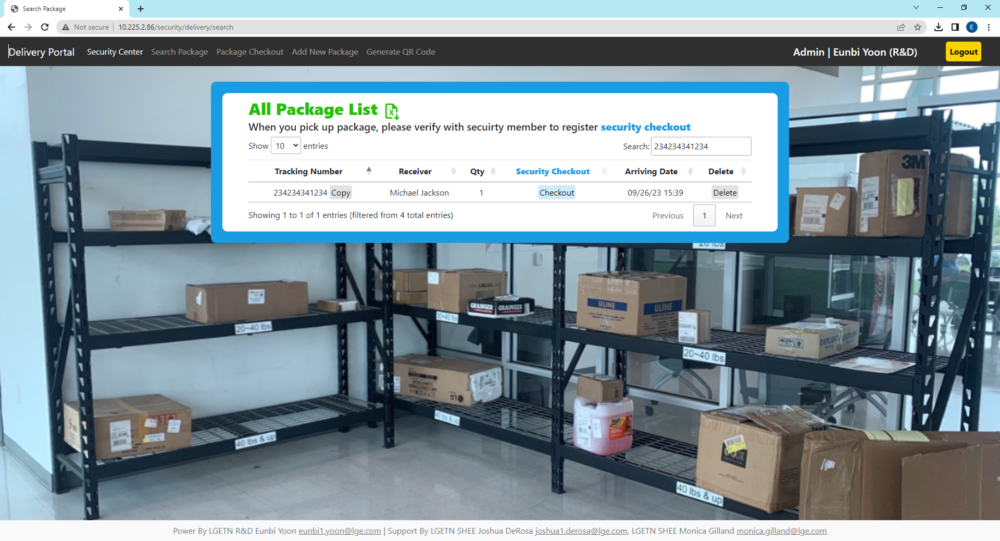 Search Package
Not secure
10.225.2.86/security/delivery/search
E
Delivery Portal Security Center Search Package Package Checkout Add New Package Generate QR Code Admin | Eunbi Yoon (R&D) Logout
All Package List
When you pick up package, please verify with secuirty member to register security checkout
Show 10 entries Search: 234234341234
Tracking Number Receiver Qty Security Checkout Arriving Date Delete
234234341234 Copy Michael Jackson 1 Checkout 09/26/23 15:39 Delete
Showing 1 to 1 of 1 entries (filtered from 4 total entries) Previous 1 Next
3M
ULINE
ULINE
GRAINGER
GRAINGER
20~40 lbs
20~40 lbs
20~40 lbs
EVERLIGHT
AIR CONDITIONER
LG
40 lbs & up
40 lbs & up
40 lbs & up
zep
Power By LGETN R&D Eunbi Yoon eunbi1.yoon@lge.com | Support By LGETN SHEE Joshua DeRosa joshua1.derosa@lge.com, LGETN SHEE Monica Gilland monica.gilland@lge.com